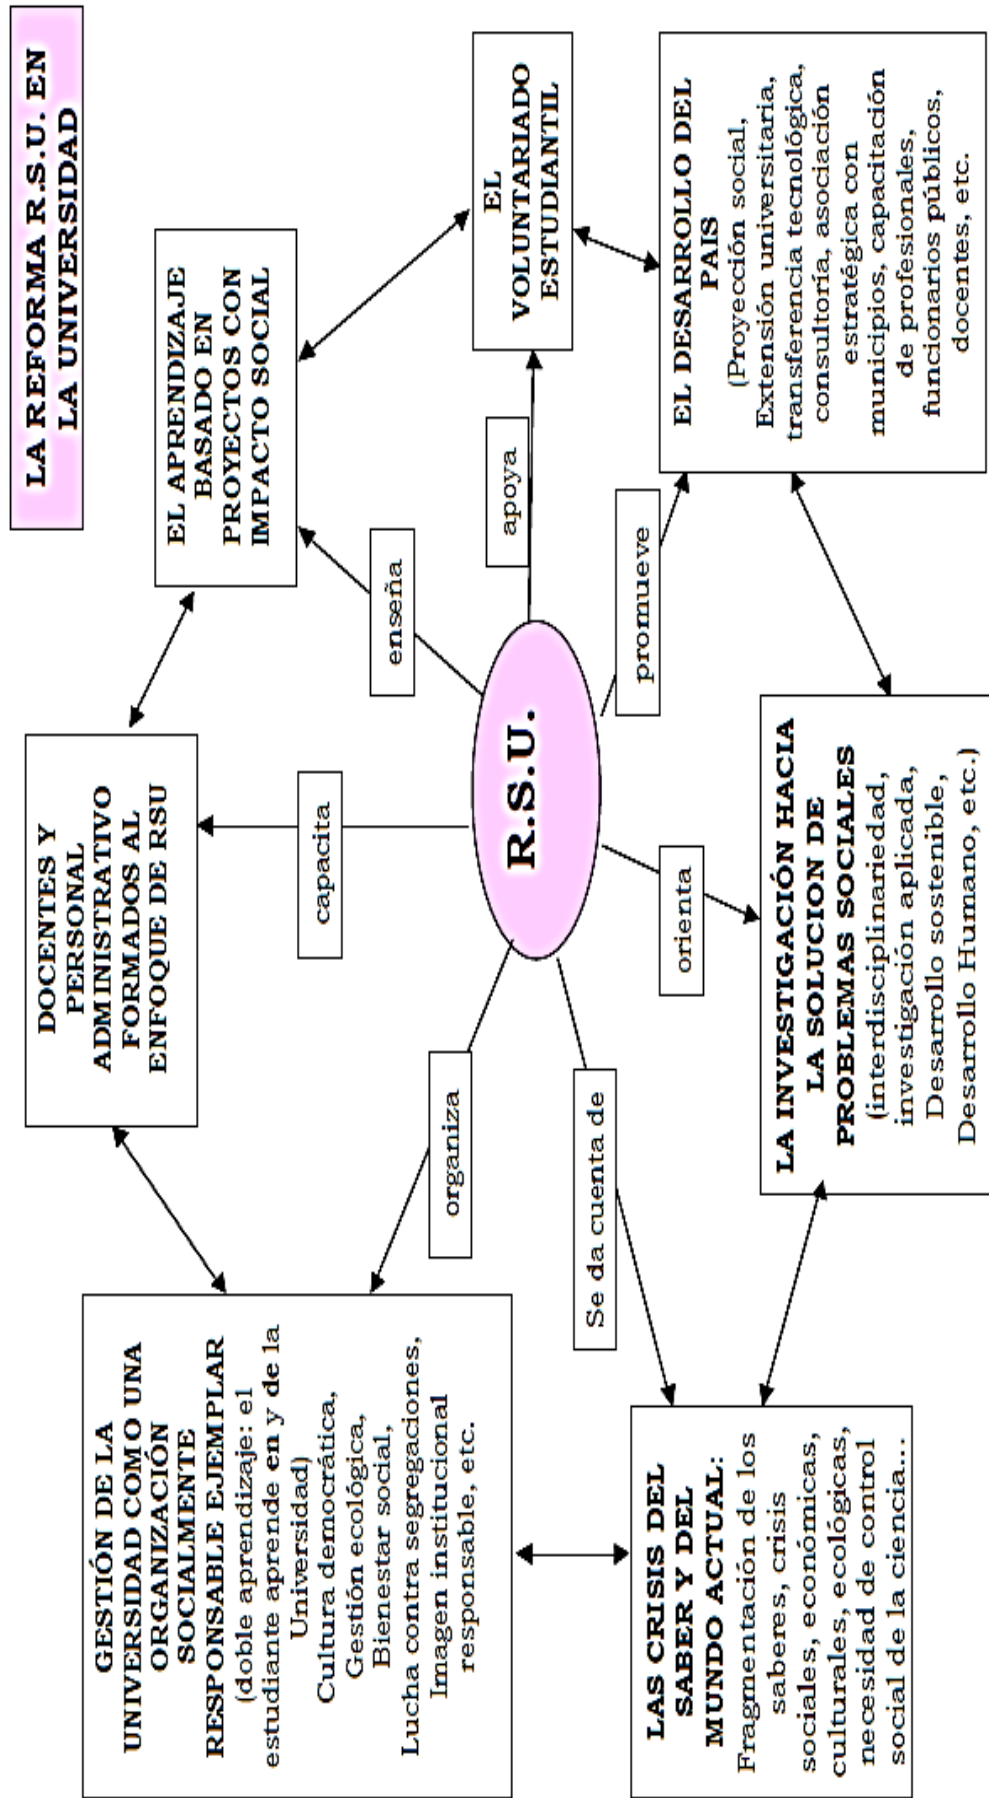 LA REFORMA R.S.U. EN
LA UNIVERSIDAD
GESTIÓN DE LA
UNIVERSIDAD COMO UNA
ORGANIZACIÓN
SOCIALMENTE
RESPONSABLE EJEMPLAR
(doble aprendizaje: el
estudiante aprende en y de la
Universidad)
Cultura democrática,
Gestión ecológica,
Bienestar social,
Lucha contra segregaciones,
Imagen institucional
responsable, etc.
DOCENTES Y
PERSONAL
ADMINISTRATIVO
FORMADOS AL
ENFOQUE DE RSU
EL APRENDIZAJE
BASADO EN
PROYECTOS CON
IMPACTO SOCIAL
organiza
capacita
enseña
R.S.U.
apoya
EL
VOLUNTARIADO
ESTUDIANTIL
Se da cuenta de
orienta
promueve
LAS CRISIS DEL
SABER Y DEL
MUNDO ACTUAL:
Fragmentación de los
saberes, crisis
sociales, económicas,
culturales, ecológicas,
necesidad de control
social de la ciencia...
LA INVESTIGACIÓN HACIA
LA SOLUCION DE
PROBLEMAS SOCIALES
(interdisciplinariedad,
investigación aplicada,
Desarrollo sostenible,
Desarrollo Humano, etc.)
EL DESARROLLO DEL
PAIS
(Proyección social,
Extensión universitaria,
transferencia tecnológica,
consultoría, asociación
estratégica con
municipios, capacitación
de profesionales,
funcionarios públicos,
docentes, etc.